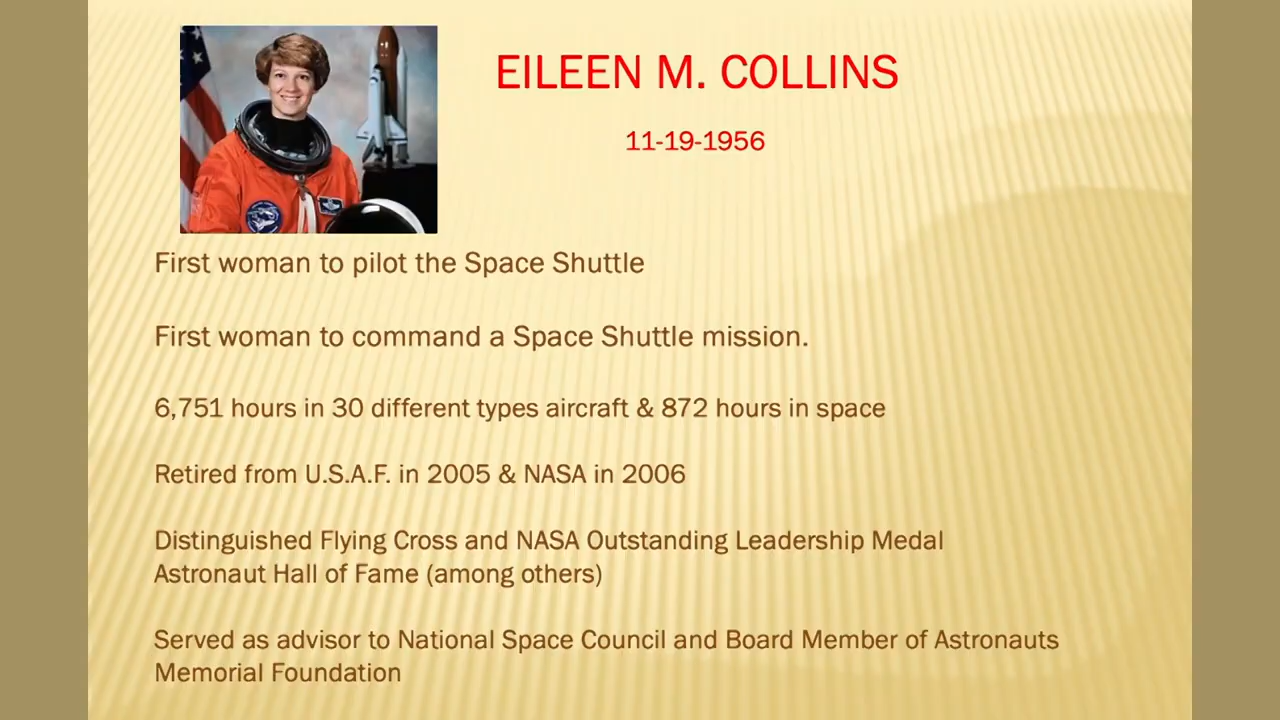 EILEEN M. COLLINS
11-19-1956
First woman to pilot the Space Shuttle
First woman to command a Space Shuttle mission.
6,751 hours in 30 different types aircraft & 872 hours in space
Retired from U.S.A.F. in 2005 & NASA in 2006
Distinguished Flying Cross and NASA Outstanding Leadership Medal
Astronaut Hall of Fame (among others)
Served as advisor to National Space Council and Board Member of Astronauts
Memorial Foundation